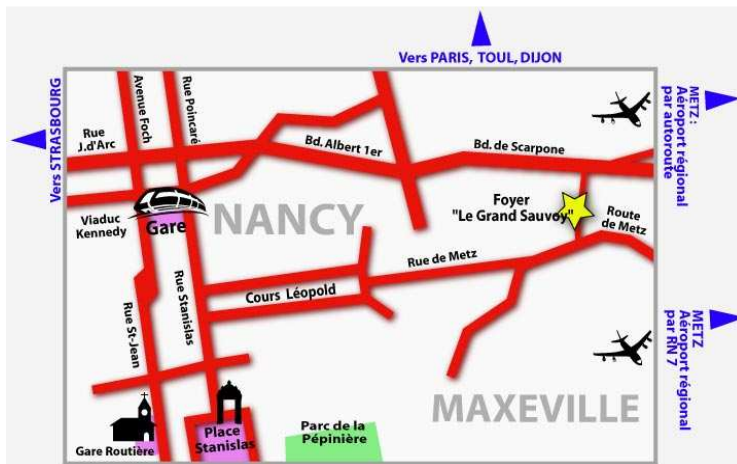 Vers PARIS, TOUL, DIJON
Vers STRASBOURG
Avenue Foch
Rue Poincaré
METZ :
Aéroport régional
par autoroute
Rue
J.d'Arc
Bd. Albert 1er
Bd. de Scarpone
Viaduc
Kennedy
Gare
NANCY
Foyer
"Le Grand Sauvoy"
Route
de Metz
Rue de Metz
Cours Léopold
Rue St-Jean
Rue Stanislas
METZ
Aéroport régional
par RN 7
MAXEVILLE
Gare Routière
Place
Stanislas
Parc de la
Pépinière